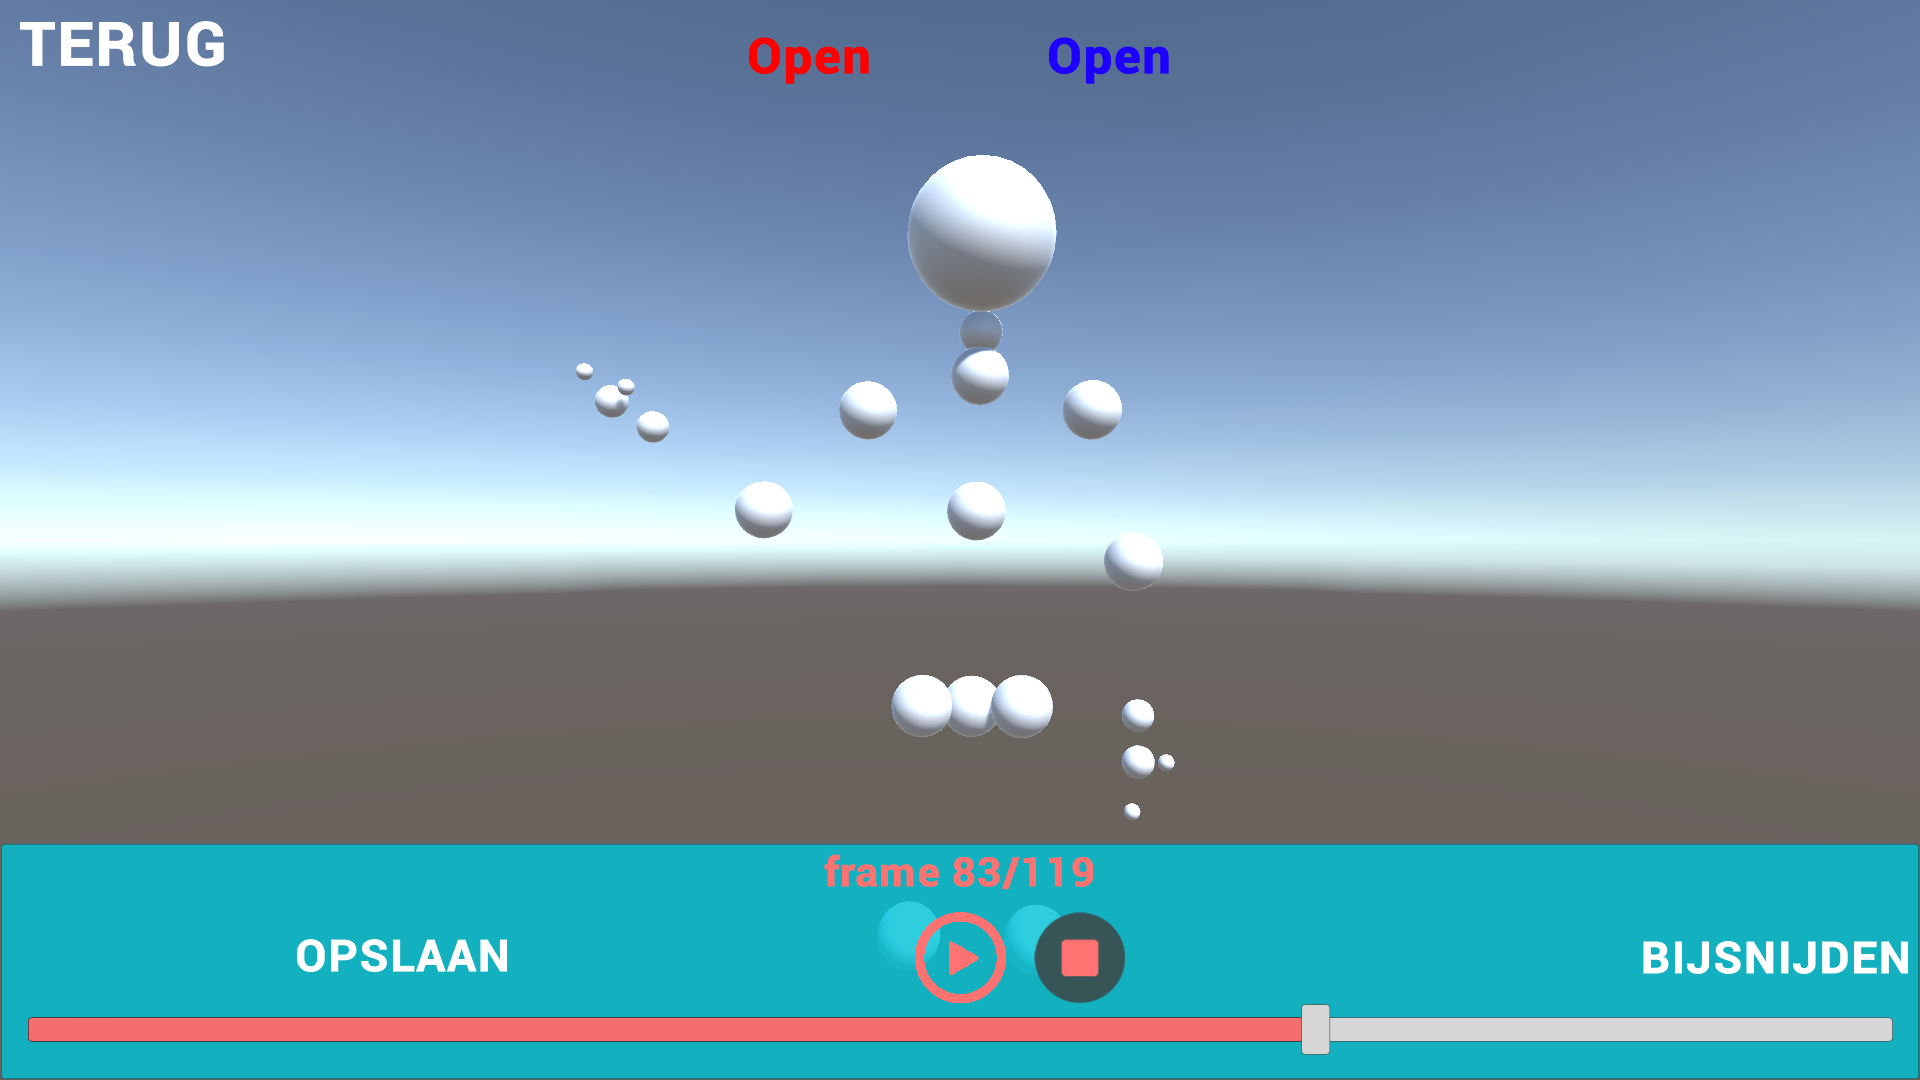 TERUG
Open Open
frame 83/119
OPSLAAN
BIJSNIJDEN